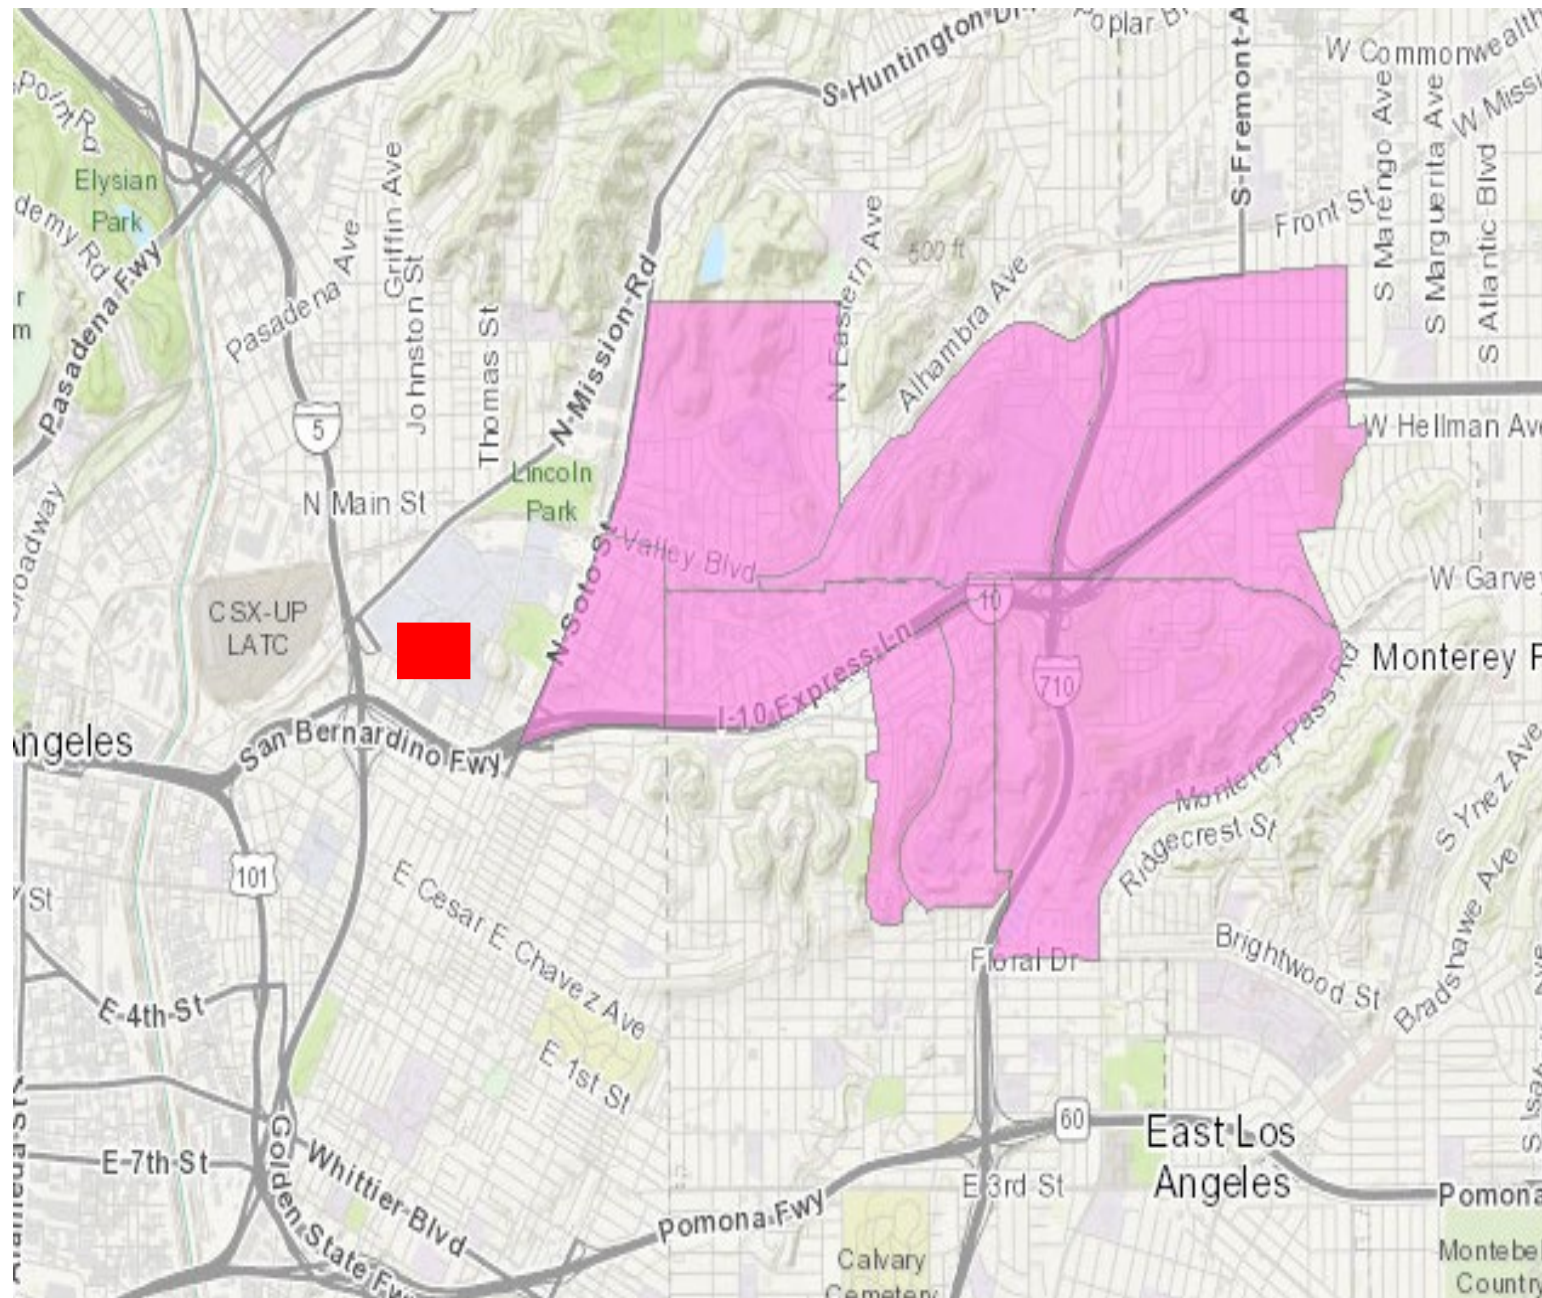 S-Huntington-Dr
oplar Bl
S-Fremont-A
W Commonwealth
W Missi
S Marengo Ave
S Marguerita Ave
S Atlantic Blvd
Front St
Elysian
Park
demy Rd
Pasadena Fwy
Pasadena Ave
Griffin Ave
Johnston St
Thomas St
N-Mission-Rd
N Eastern Ave
500 ft
Alhambra Ave
r
m
5
W Hellman Ave
Lincoln
Park
N Main St
N-Soto-St
Valley Blvd
W Garvey
CSX-UP
LATC
10
I-10 Express Ln
710
Monterey P
Monterey Pass Rd
Angeles
San Bernardino Fwy
Ridgecrest St
S Ynez Ave
101
St
E Cesar E Chavez Ave
Bradshawe Ave
Brightwood St
Floral Dr
E-4th-St
E 1st St
60
East Los
Angeles
E-7th-St
Golden State Fwy
Whittier-Blvd
E 3rd St
Pomona Fwy
Pomona
Calvary
Cemetery
Montebel
Country